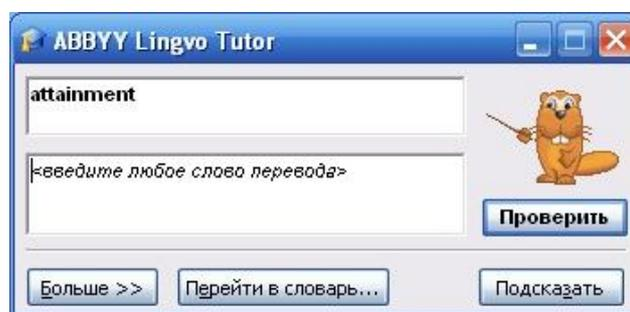 ABBYY Lingvo Tutor
attainment
<введите любое слово перевода>
Проверить
Больше >>
Перейти в словарь...
Подсказать